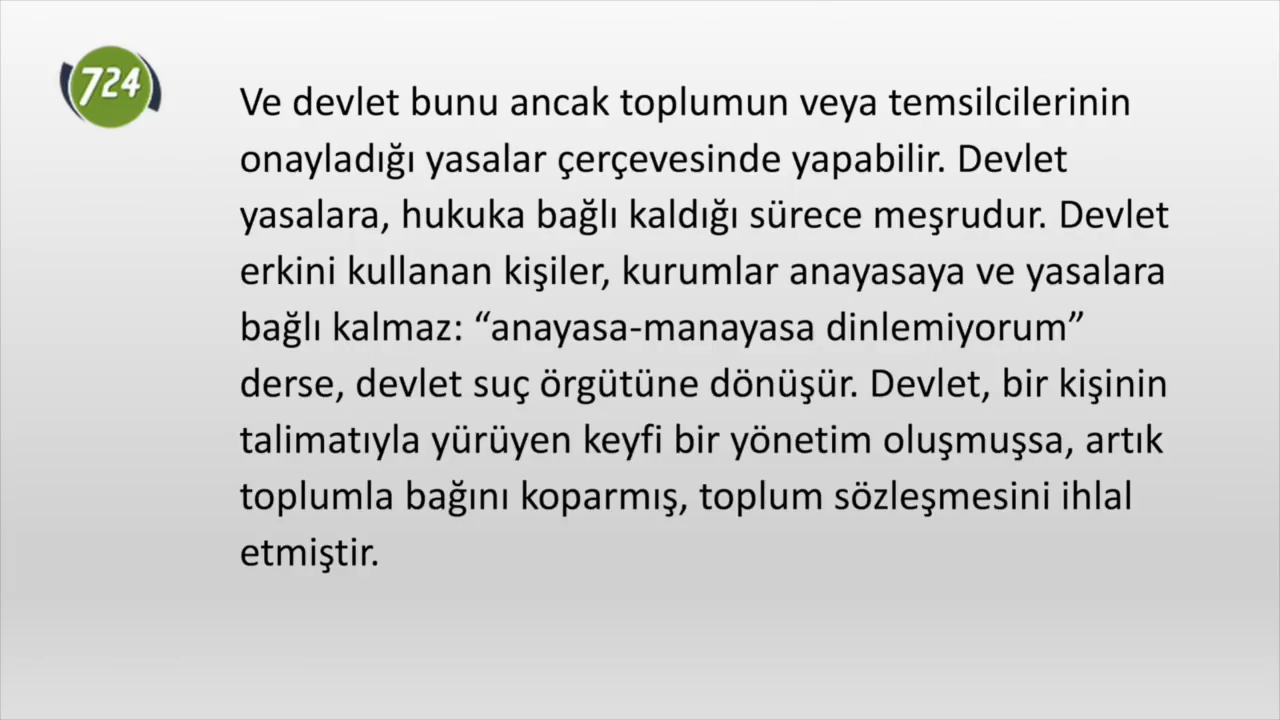 724
Ve devlet bunu ancak toplumun veya temsilcilerinin
onayladığı yasalar çerçevesinde yapabilir. Devlet
yasalara, hukuka bağlı kaldığı sürece meşrudur. Devlet
erkini kullanan kişiler, kurumlar anayasaya ve yasalara
bağlı kalmaz: “anayasa-manayasa dinlemiyorum”
derse, devlet suç örgütüne dönüşür. Devlet, bir kişinin
talimatıyla yürüyen keyfi bir yönetim oluşmuşsa, artık
toplumla bağını koparmış, toplum sözleşmesini ihlal
etmiştir.